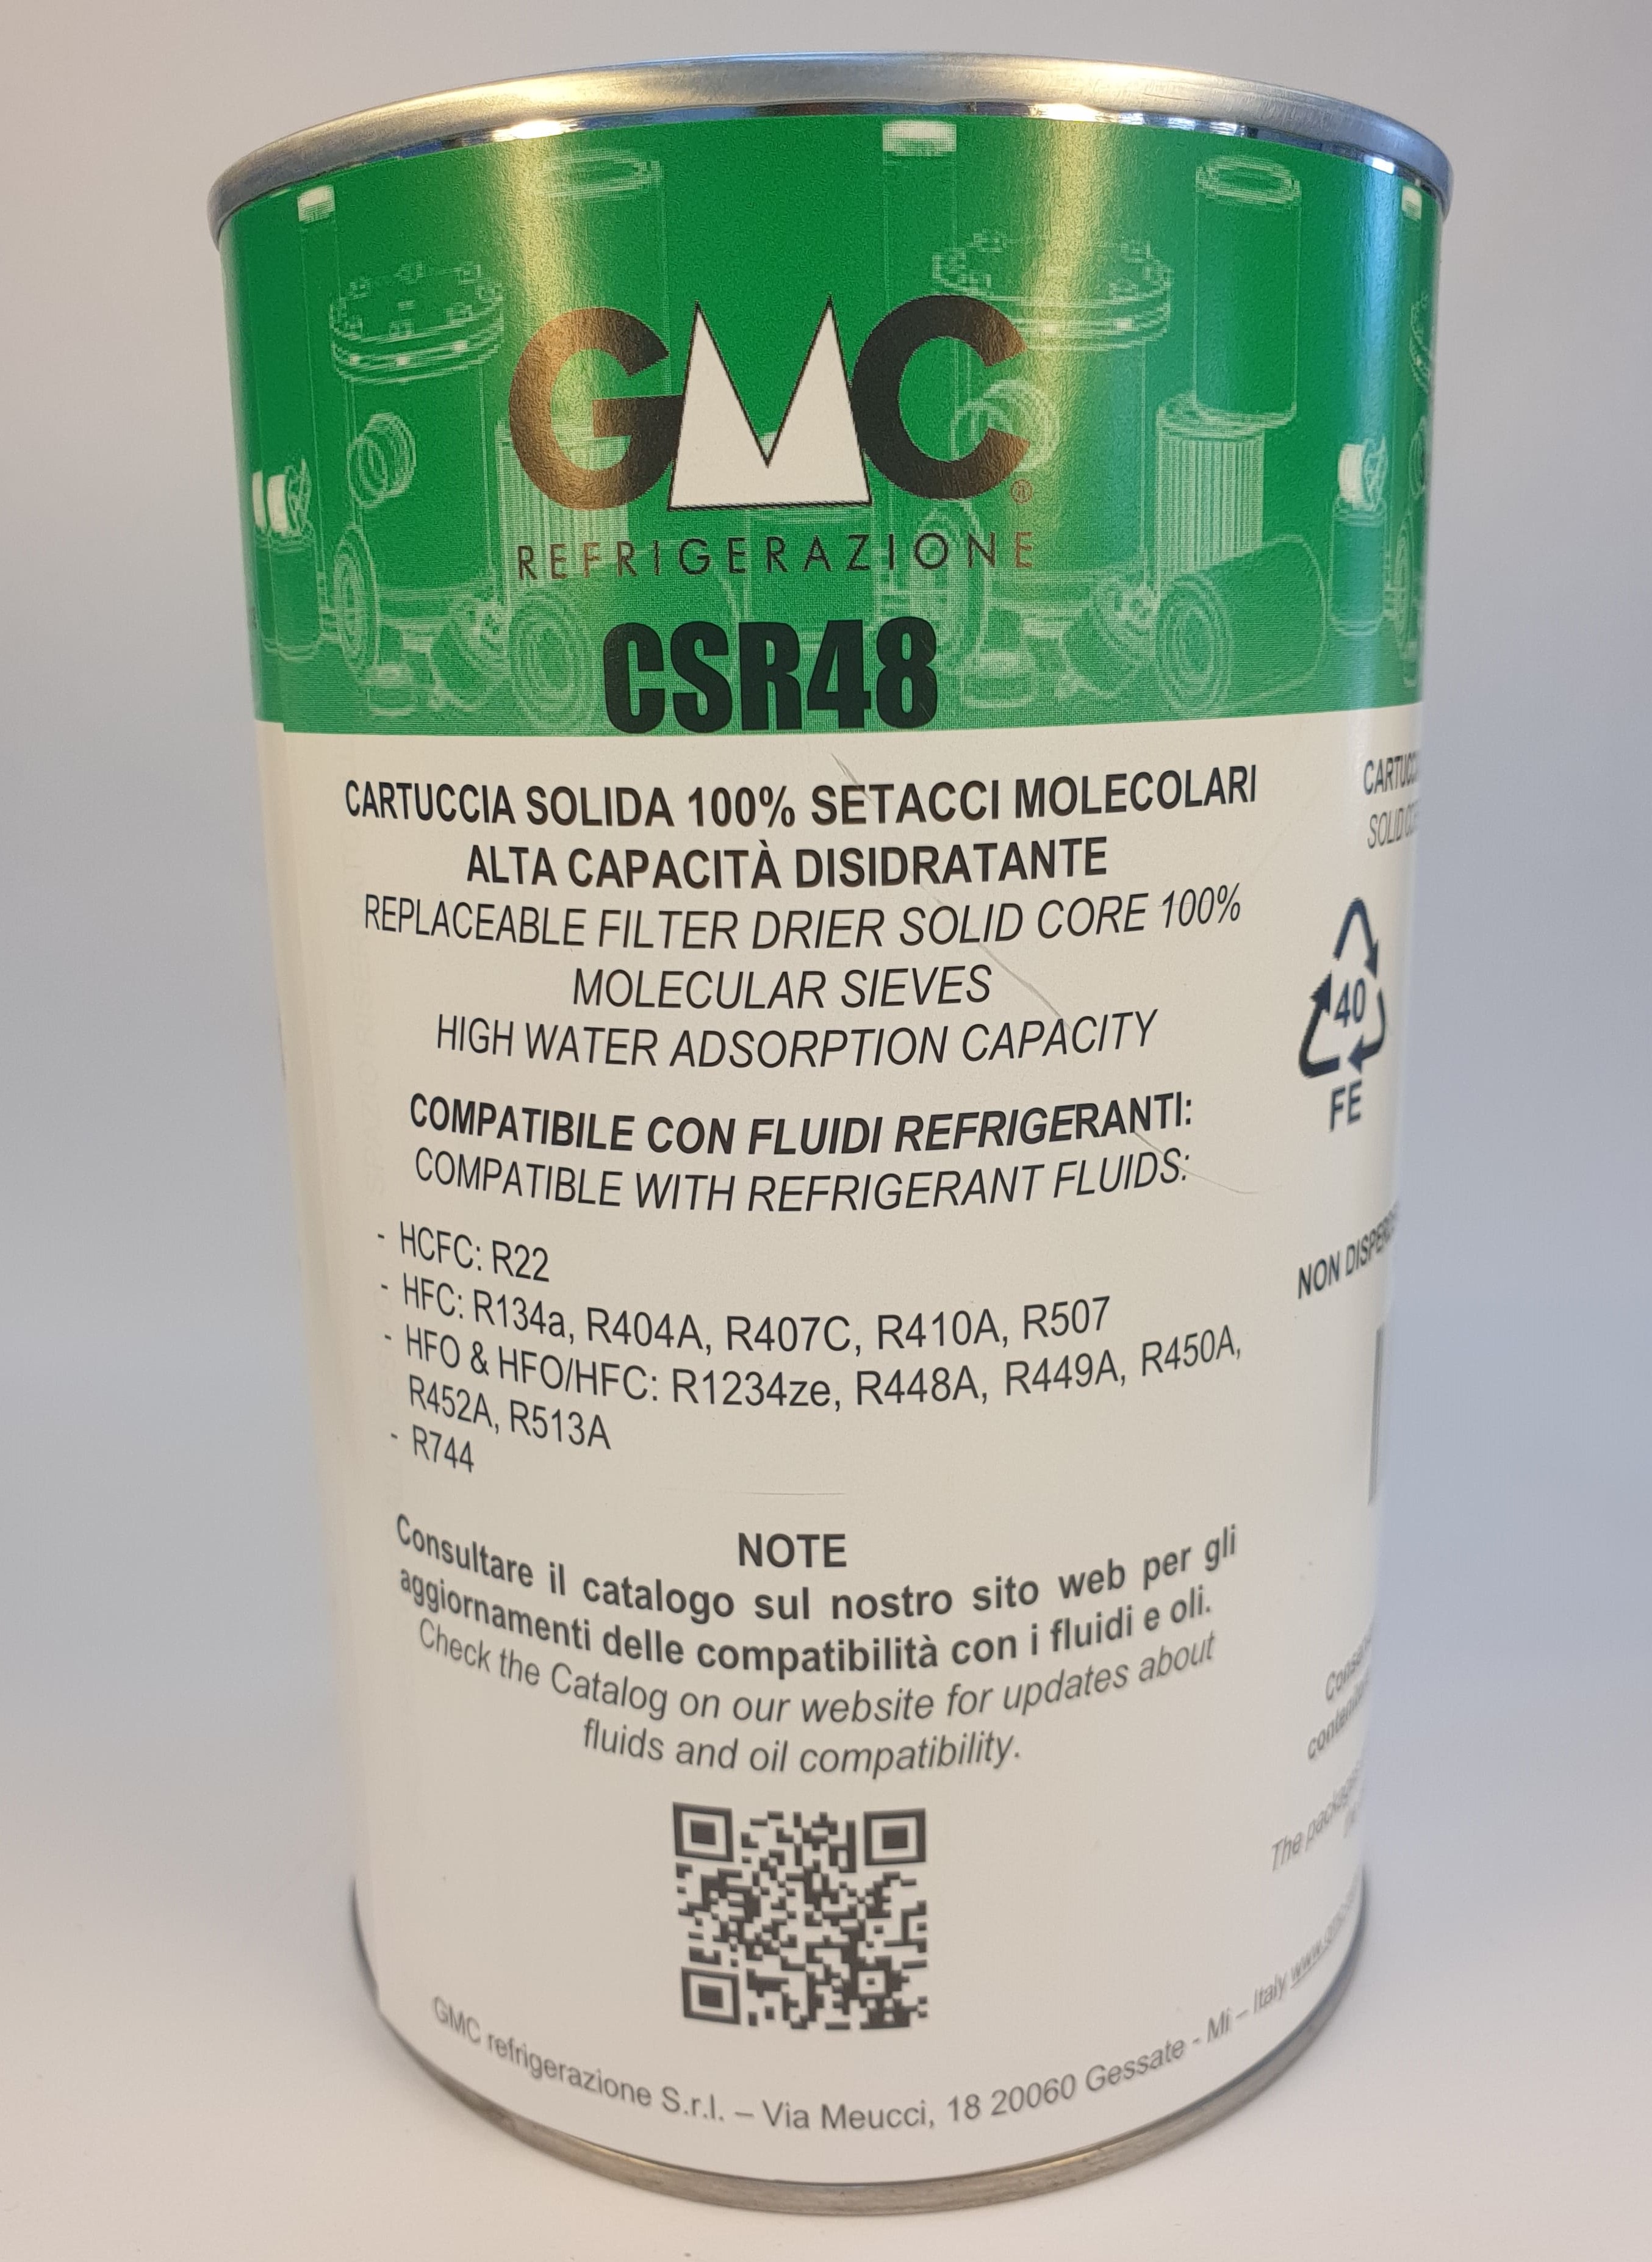 GMC®
REFRIGERAZIONE
CSR48
CARTUCCIA SOLIDA 100% SETACCI MOLECOLARI
ALTA CAPACITÀ DISIDRATANTE
REPLACEABLE FILTER DRIER SOLID CORE 100%
MOLECULAR SIEVES
HIGH WATER ADSORPTION CAPACITY
COMPATIBILE CON FLUIDI REFRIGERANTI:
COMPATIBLE WITH REFRIGERANT FLUIDS:
- HCFC: R22
- HFC: R134a, R404A, R407C, R410A, R507
- HFO & HFO/HFC: R1234ze, R448A, R449A, R450A,
R452A, R513A
- R744
NOTE
Consultare il catalogo sul nostro sito web per gli
aggiornamenti delle compatibilità con i fluidi e oli.
Check the Catalog on our website for updates about
fluids and oil compatibility.
GMC refrigerazione S.r.l. – Via Meucci, 18 20060 Gessate - Mi – Italy
40
FE
NON
The